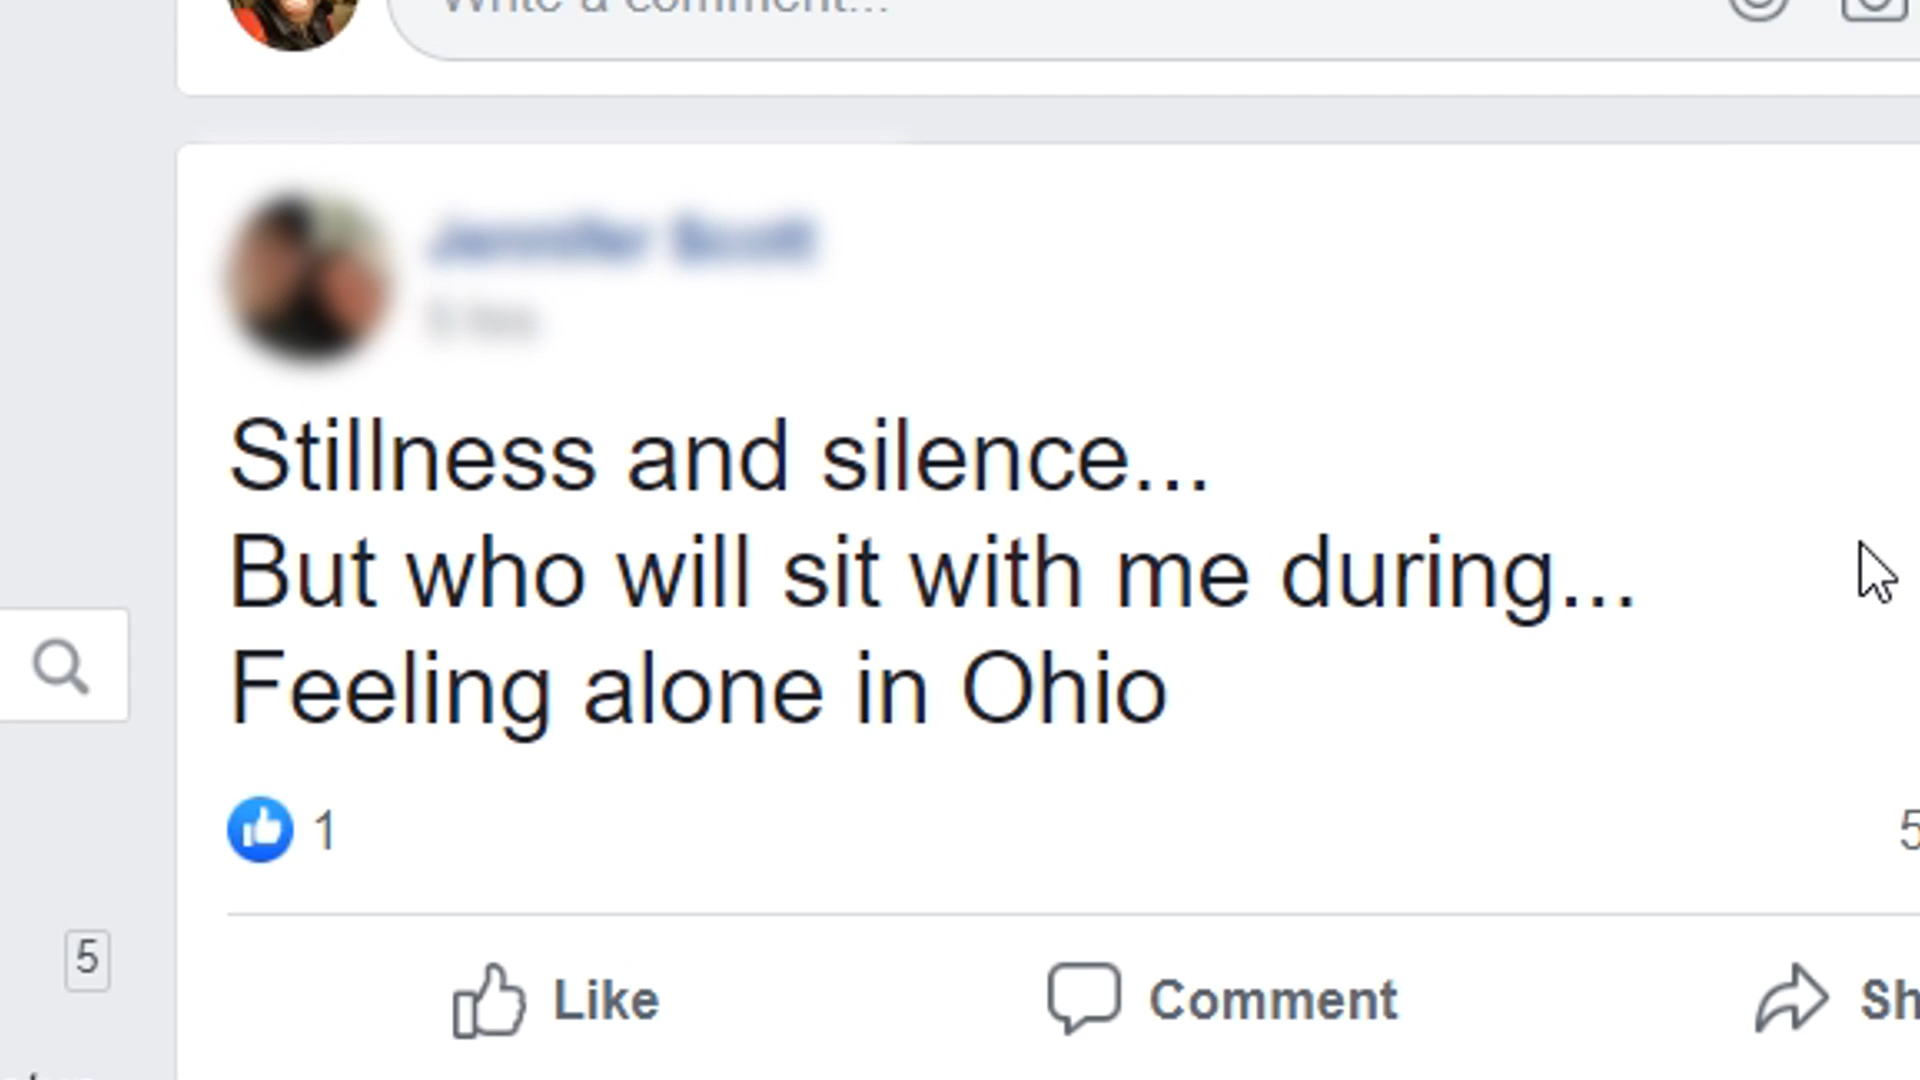 Write a comment...
Stillness and silence...
But who will sit with me during...
Feeling alone in Ohio
1
5
Like
Comment
Sh
5